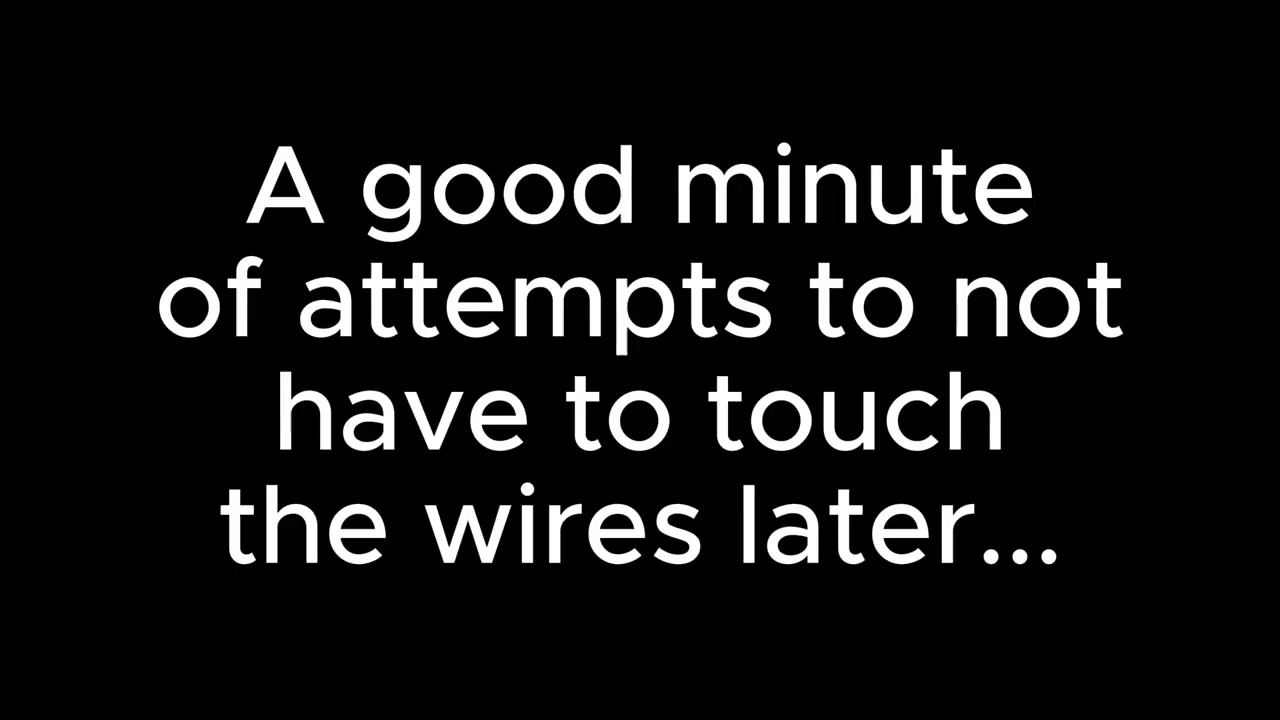 A good minute
of attempts to not
have to touch
the wires later...